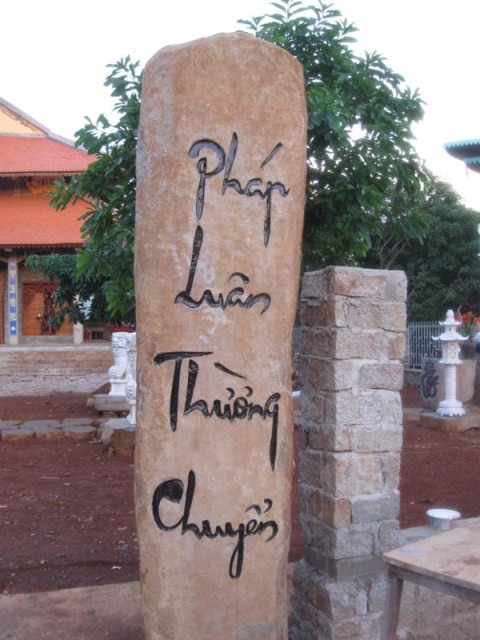 Pháp
Luân
Thường
Chuyển